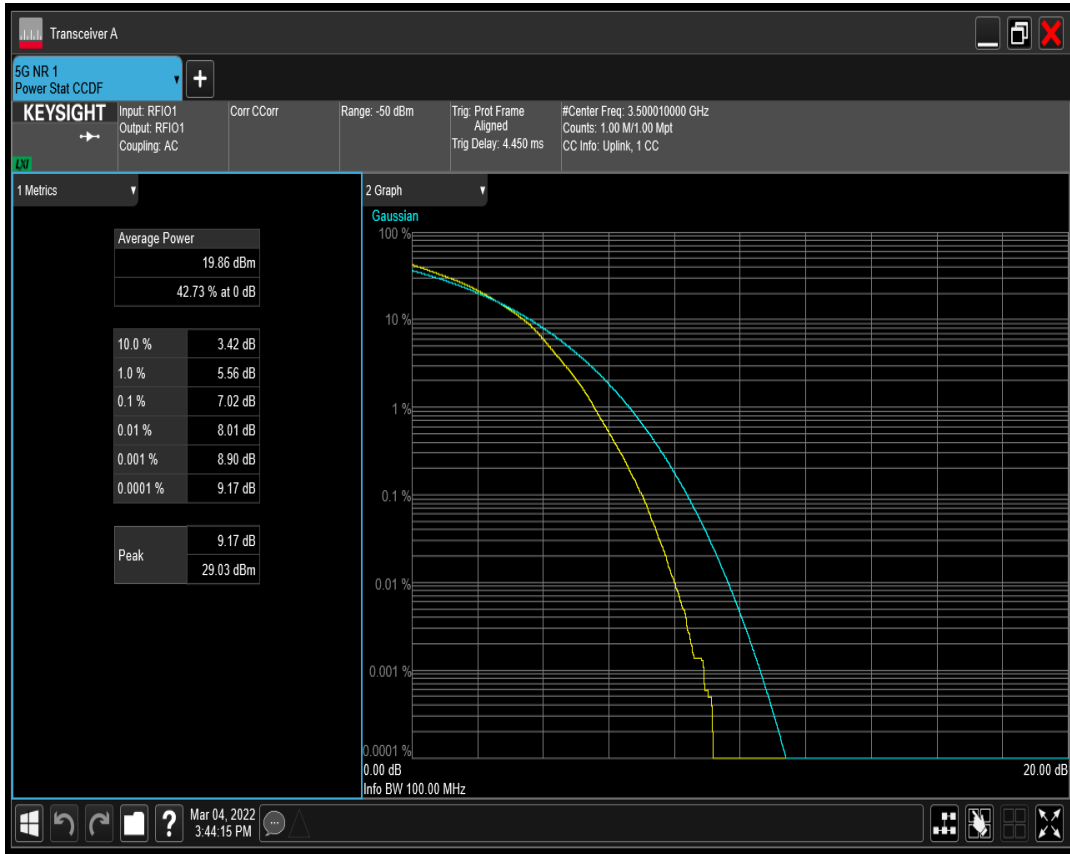 Transceiver A
5G NR 1
Power Stat CCDF
+
KEYSIGHT
LXI
Input: RFIO1
Output: RFIO1
Coupling: AC
Corr CCorr
Range: -50 dBm
Trig: Prot Frame
Aligned
Trig Delay: 4.450 ms
#Center Freq: 3.500010000 GHz
Counts: 1.00 M/1.00 Mpt
CC Info: Uplink, 1 CC
1 Metrics
Average Power
19.86 dBm
42.73 % at 0 dB
10.0 % 3.42 dB
1.0 % 5.56 dB
0.1 % 7.02 dB
0.01 % 8.01 dB
0.001 % 8.90 dB
0.0001 % 9.17 dB
Peak
9.17 dB
29.03 dBm
2 Graph
Gaussian
100 %
10 %
1 %
0.1 %
0.01 %
0.001 %
0.0001 %
0.00 dB 20.00 dB
Info BW 100.00 MHz
?
Mar 04, 2022
3:44:15 PM